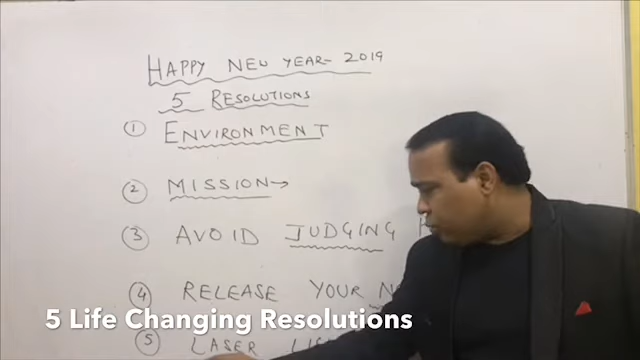 HAPPY NEW YEAR- 2019
5 RESOLUTIONS
① ENVIRONMENT
② MISSION→
③ AVOID JUDGING
④ RELEASE YOUR
5 Life Changing Resolutions
⑤ LASER